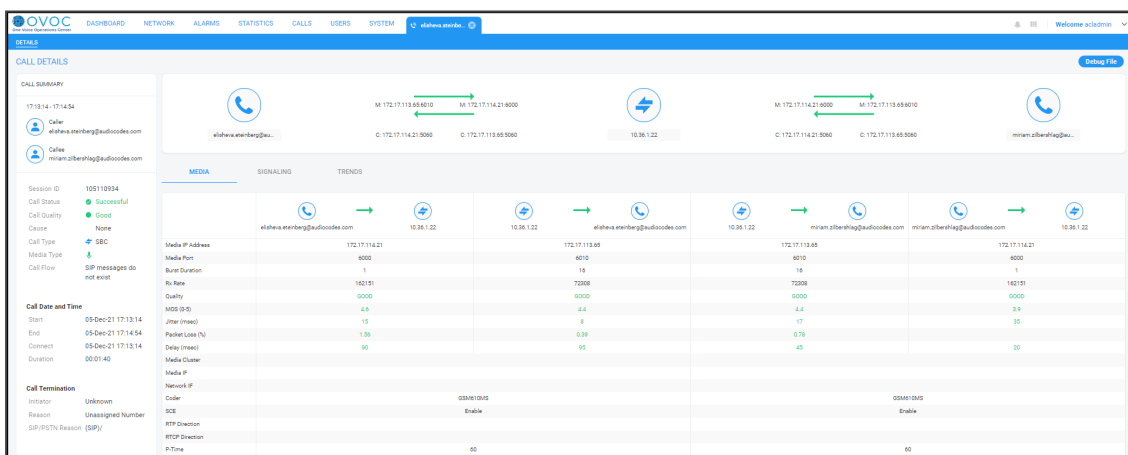 OVOC
One Voice Operations Center
DASHBOARD NETWORK ALARMS STATISTICS CALLS USERS SYSTEM elisheva.steinbe...
Welcome acladmin
DETAILS
CALL DETAILS
Debug File
CALL SUMMARY
17:13:14 - 17:14:54
Caller
elisheva.steinberg@audiocodes.com
Callee
miriam.zilbershlag@audiocodes.com
Session ID 105110934
Call Status Successful
Call Quality Good
Cause None
Call Type SBC
Media Type
Call Flow SIP messages do
not exist
Call Date and Time
Start 05-Dec-21 17:13:14
End 05-Dec-21 17:14:54
Connect 05-Dec-21 17:13:14
Duration 00:01:40
Call Termination
Initiator Unknown
Reason Unassigned Number
SIP/PSTN Reason (SIP)/
M: 172.17.113.65:6010 M: 172.17.114.21:6000 M: 172.17.114.21:6000 M: 172.17.113.65:6010
C: 172.17.114.21:5060 C: 172.17.113.65:5060 C: 172.17.114.21:5060 C: 172.17.113.65:5060
elisheva.eteinberg@au... 10.36.1.22 miriam.zilbershlag@au...
MEDIA SIGNALING TRENDS
elisheva.eteinberg@audiocodes.com 10.36.1.22 10.36.1.22 elisheva.eteinberg@audiocodes.com 10.36.1.22 miriam.zilbershlag@audiocodes.com miriam.zilbershlag@audiocodes.com 10.36.1.22
Media IP Address 172.17.114.21 172.17.113.65 172.17.113.65 172.17.114.21
Media Port 6000 6010 6010 6000
Burst Duration 1 16 16 1
Rx Rate 162151 72308 72308 162151
Quality GOOD GOOD GOOD GOOD
MOS (0-5) 4.6 4.4 4.4 3.9
Jitter (msec) 15 8 17 35
Packet Loss (%) 1.56 0.39 0.78
Delay (msec) 90 95 45 20
Media Cluster
Media IF
Network IF
Coder GSM610MS GSM610MS
SCE Enable Enable
RTP Direction
RTCP Direction
P-Time 60 60